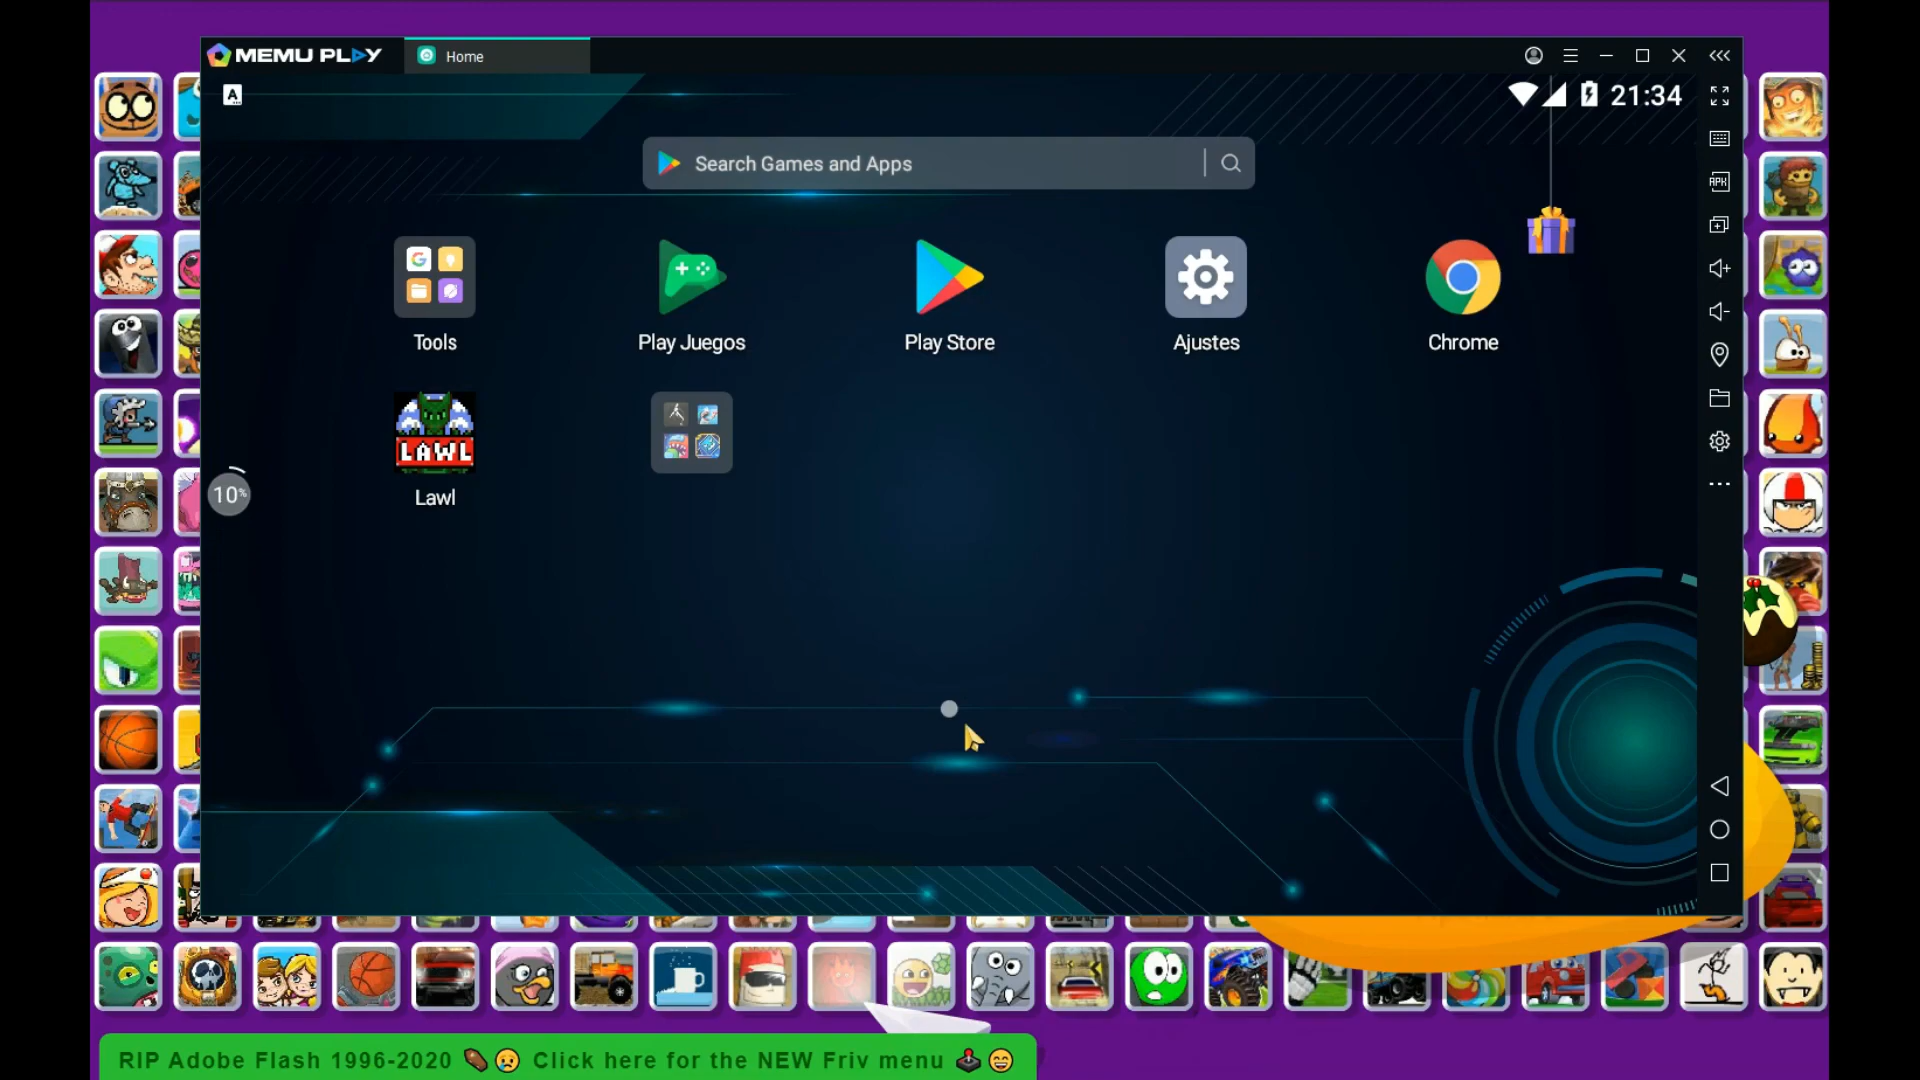 MEMU PLAY
Home
A
21:34
Search Games and Apps
APK
G
Tools
Play Juegos
Play Store
Ajustes
Chrome
LAWL
Lawl
10%
RIP Adobe Flash 1996-2020 ⚰️😢 Click here for the NEW Friv menu 🕹️😄